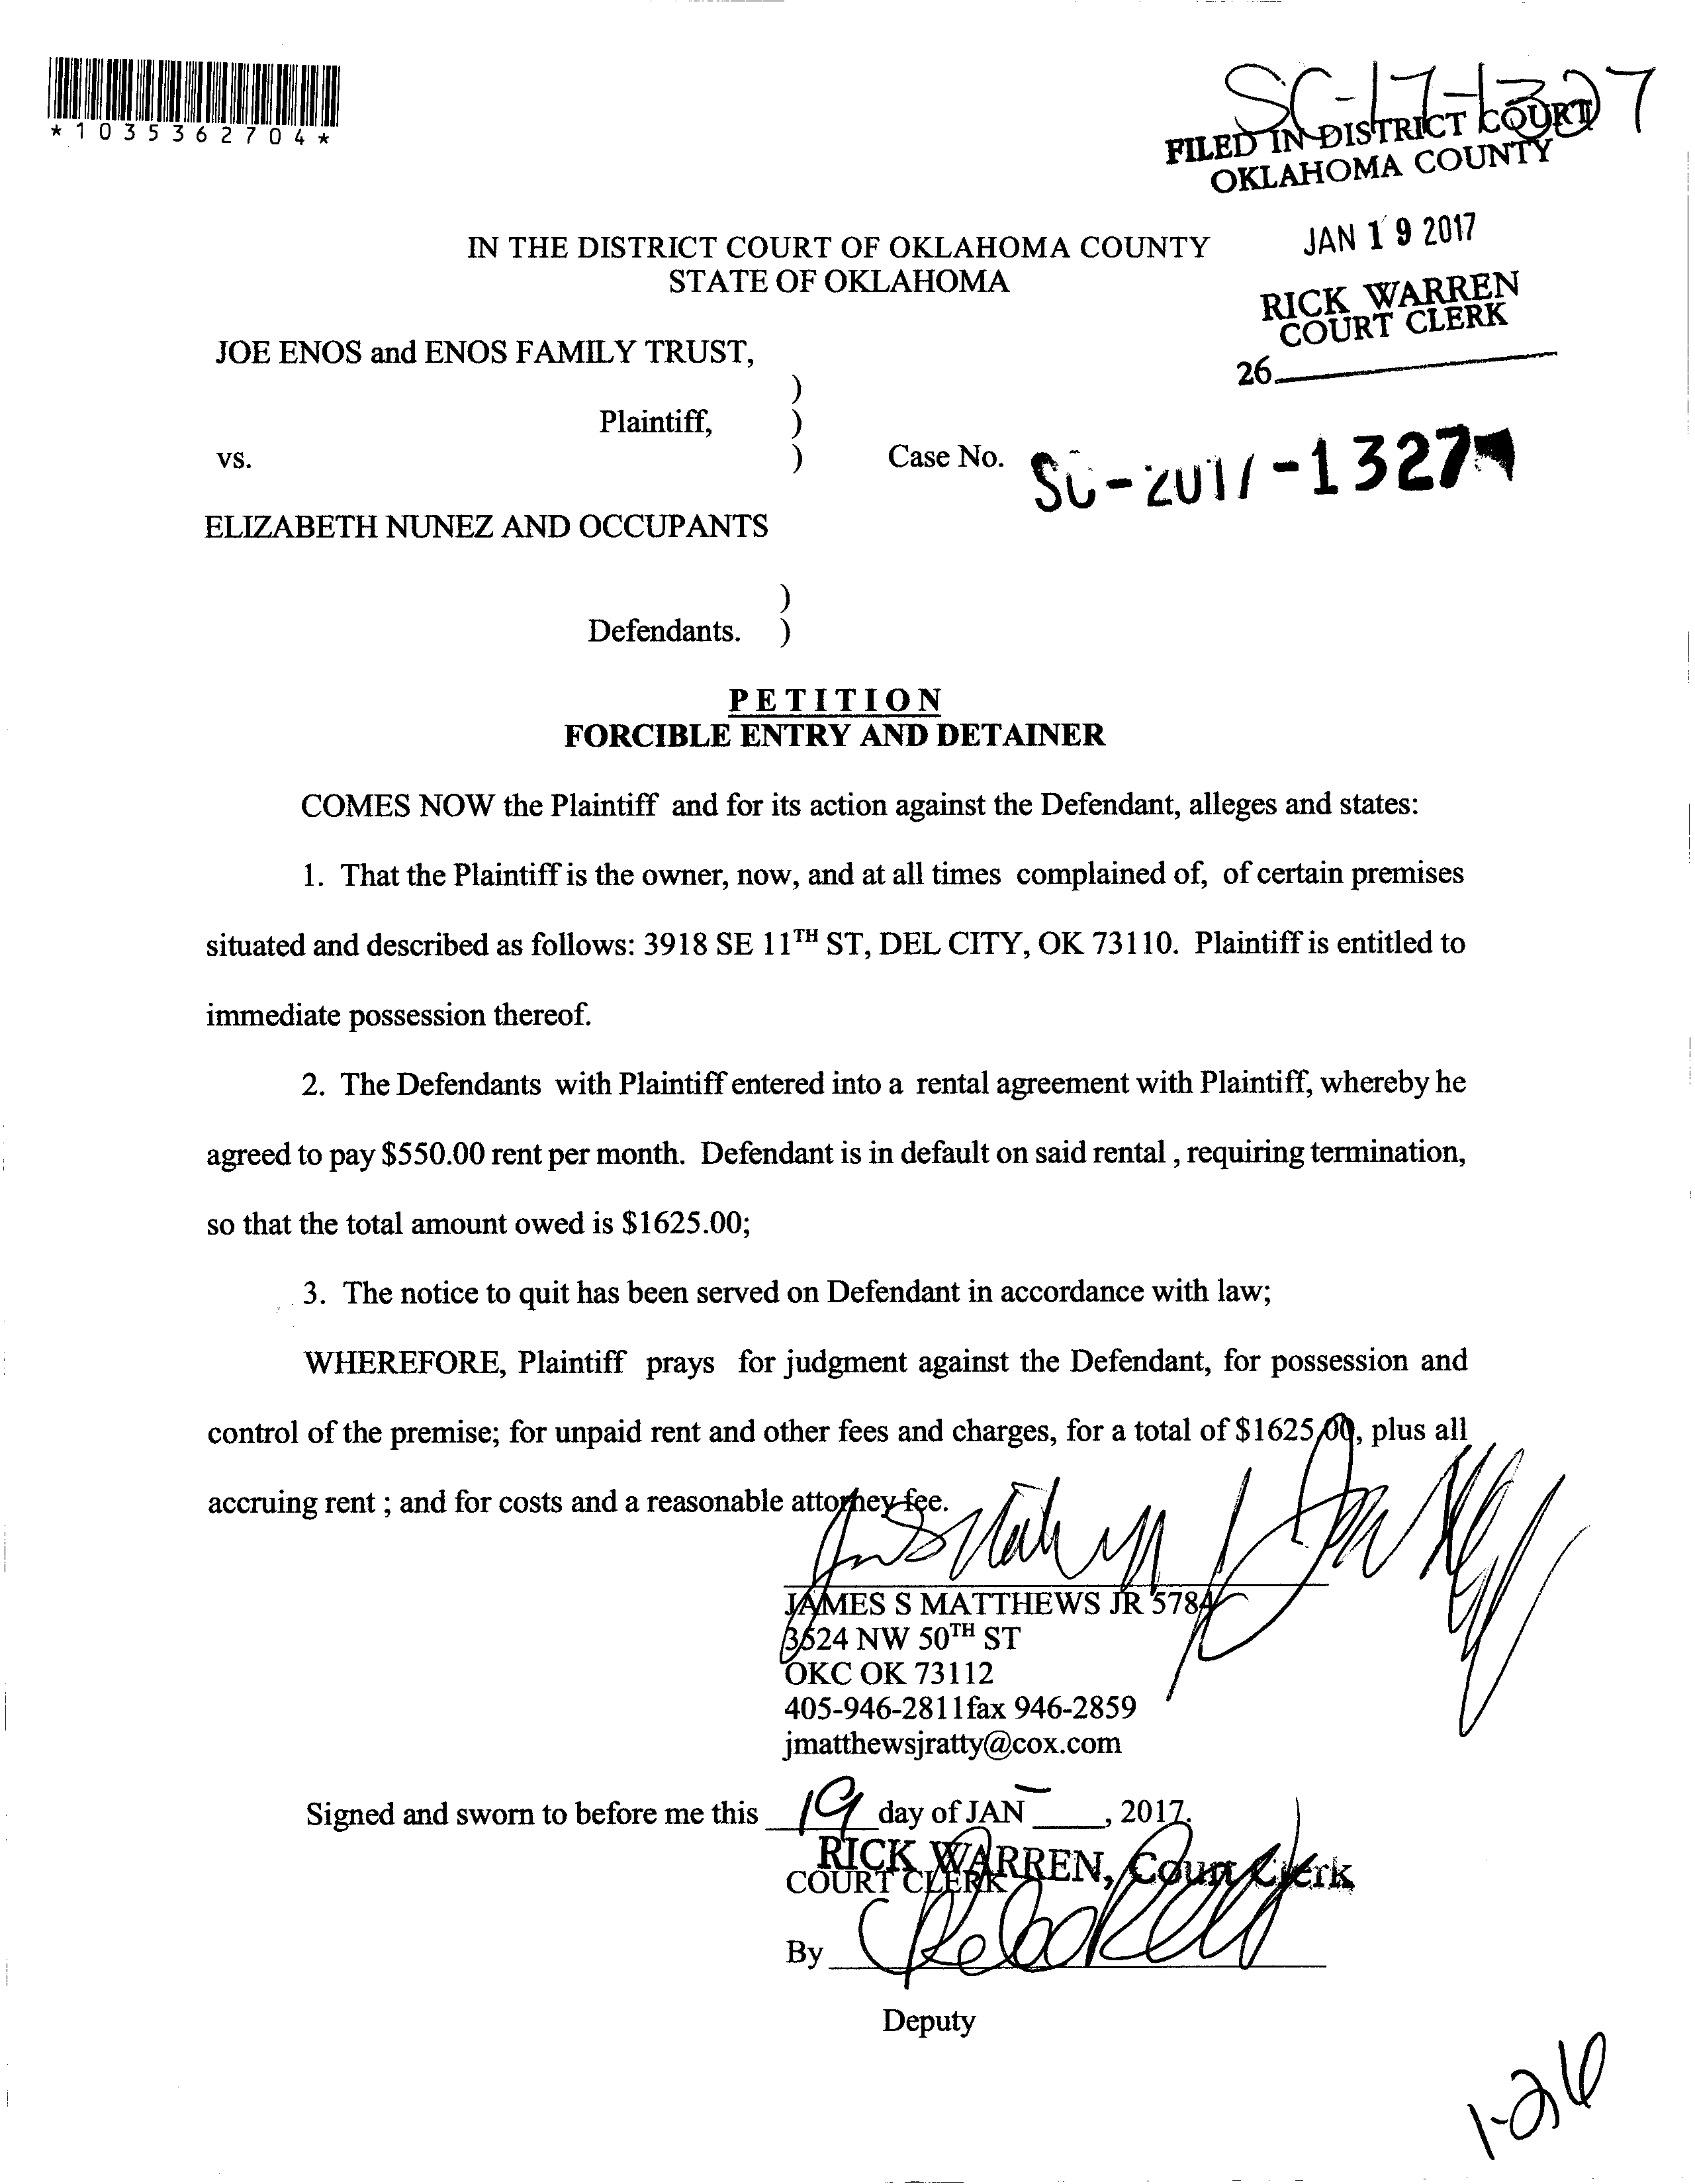 *1035362704*
SC-17-1327
FILED IN DISTRICT COURT
OKLAHOMA COUNTY
JAN 19 2017
RICK WARREN
COURT CLERK
26
IN THE DISTRICT COURT OF OKLAHOMA COUNTY
STATE OF OKLAHOMA
JOE ENOS and ENOS FAMILY TRUST,
)
Plaintiff, )
vs. ) Case No. SC-2017-1327
ELIZABETH NUNEZ AND OCCUPANTS
)
Defendants. )
PETITION
FORCIBLE ENTRY AND DETAINER
COMES NOW the Plaintiff and for its action against the Defendant, alleges and states:
1. That the Plaintiff is the owner, now, and at all times complained of, of certain premises
situated and described as follows: 3918 SE 11TH ST, DEL CITY, OK 73110. Plaintiff is entitled to
immediate possession thereof.
2. The Defendants with Plaintiff entered into a rental agreement with Plaintiff, whereby he
agreed to pay $550.00 rent per month. Defendant is in default on said rental , requiring termination,
so that the total amount owed is $1625.00;
3. The notice to quit has been served on Defendant in accordance with law;
WHEREFORE, Plaintiff prays for judgment against the Defendant, for possession and
control of the premise; for unpaid rent and other fees and charges, for a total of $1625.00, plus all
accruing rent ; and for costs and a reasonable attorney fee.
JAMES S MATTHEWS JR 5784
3524 NW 50TH ST
OKC OK 73112
405-946-2811fax 946-2859
jmatthewsjratty@cox.com
Signed and sworn to before me this 19 day of JAN , 2017.
RICK WARREN, Court Clerk
COURT CLERK
By
Deputy
1-26